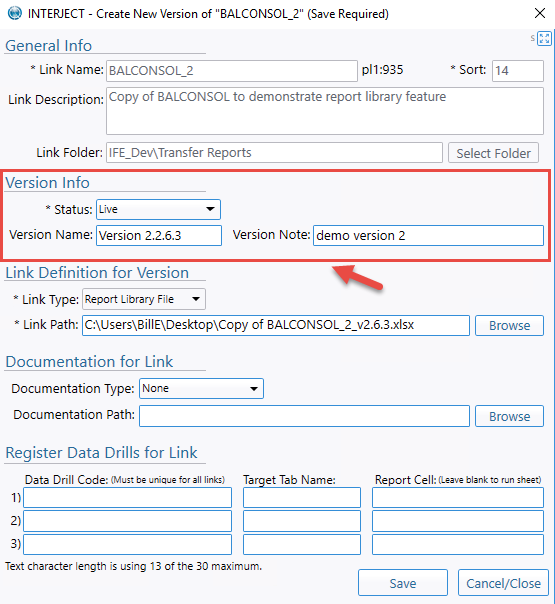 INTERJECT - Create New Version of "BALCONSOL_2" (Save Required)
General Info
s
* Link Name: BALCONSOL_2 pl1:935 * Sort: 14
Link Description: Copy of BALCONSOL to demonstrate report library feature
Link Folder: IFE_Dev\Transfer Reports Select Folder
Version Info
* Status: Live
Version Name: Version 2.2.6.3 Version Note: demo version 2
Link Definition for Version
* Link Type: Report Library File
* Link Path: C:\Users\BillE\Desktop\Copy of BALCONSOL_2_v2.6.3.xlsx Browse
Documentation for Link
Documentation Type: None
Documentation Path: Browse
Register Data Drills for Link
Data Drill Code: (Must be unique for all links) Target Tab Name: Report Cell: (Leave blank to run sheet)
1)
2)
3)
Text character length is using 13 of the 30 maximum.
Save Cancel/Close